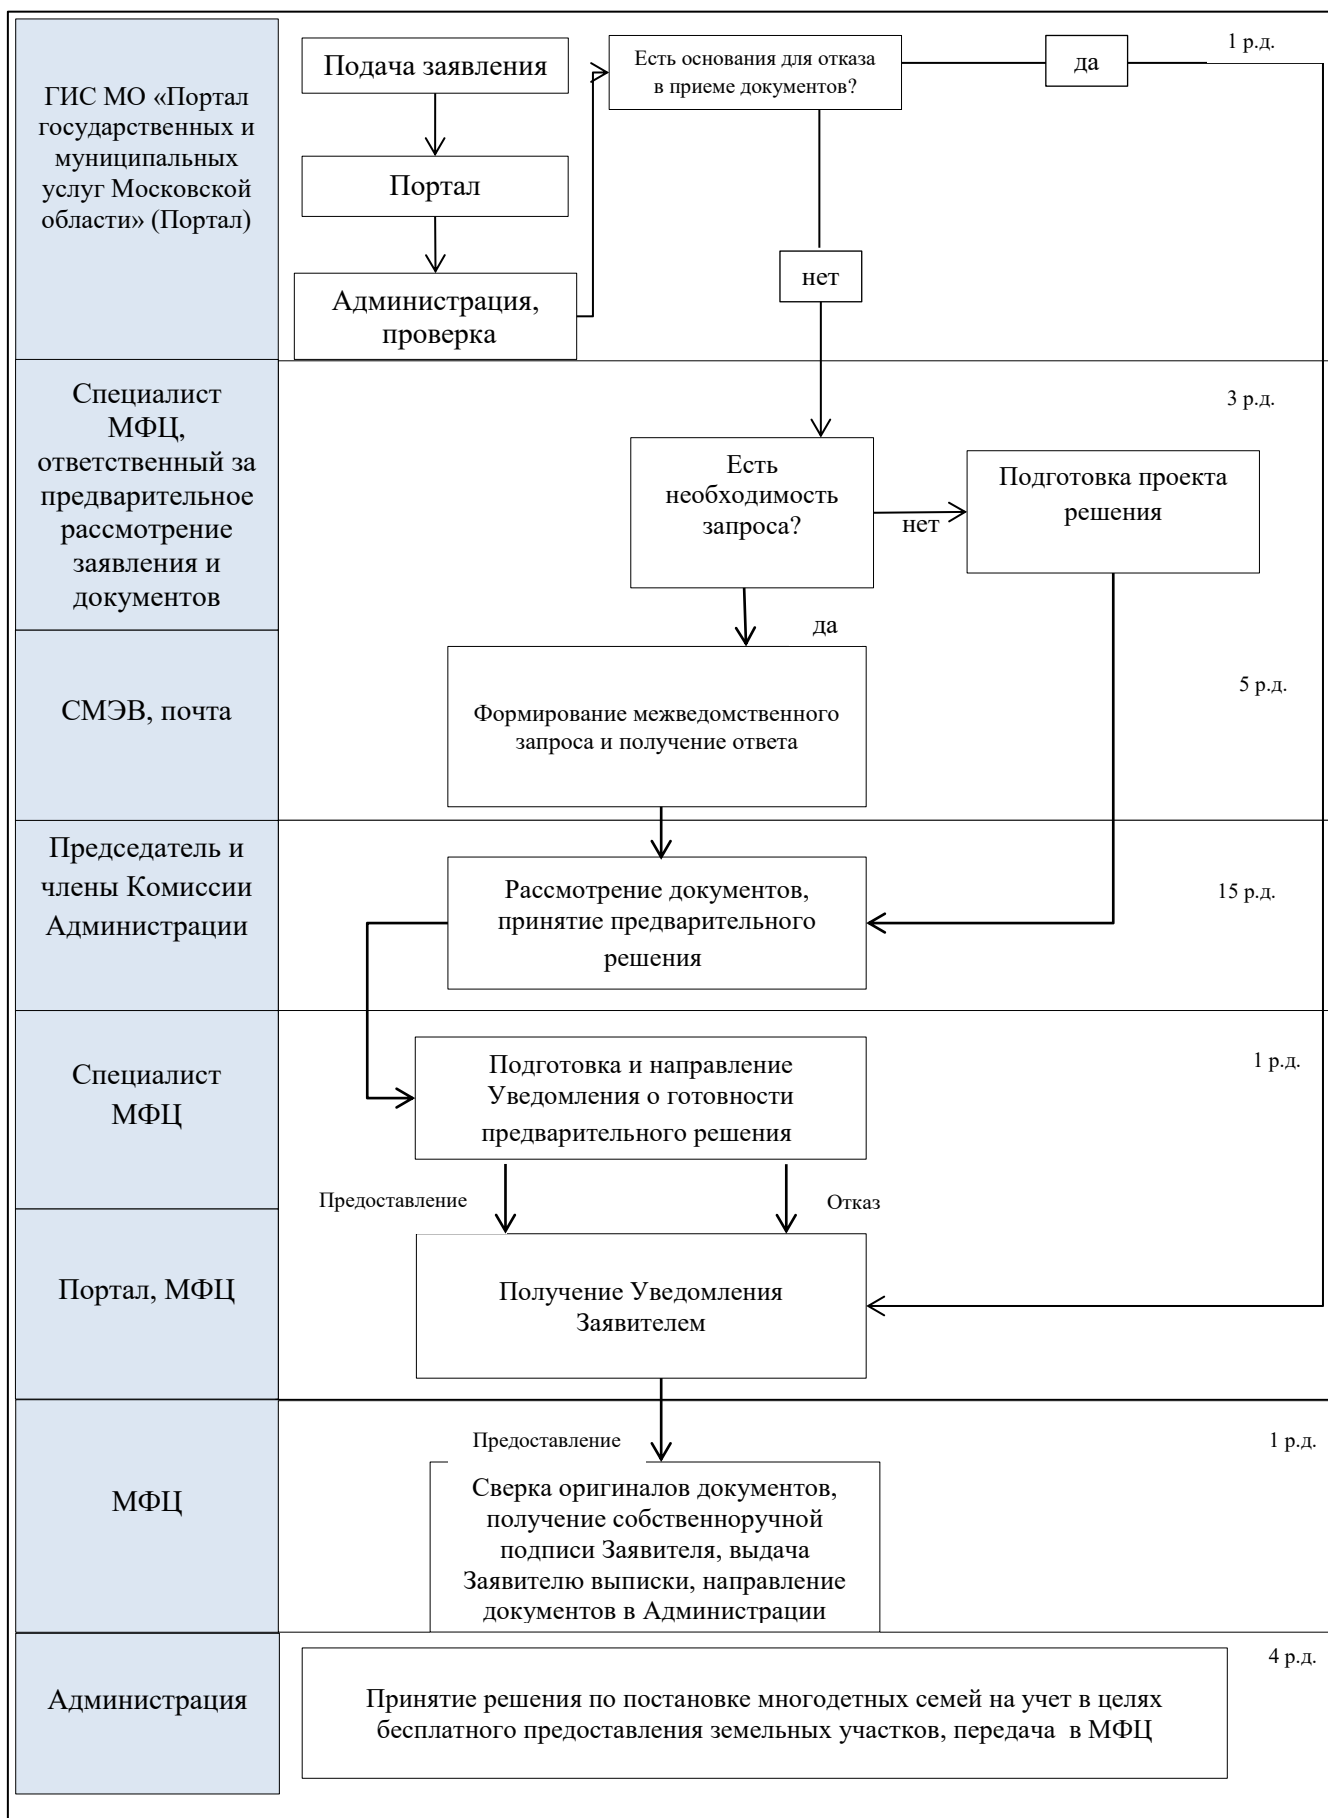 ГИС МО «Портал
государственных и
муниципальных
услуг Московской
области» (Портал)
Подача заявления
Портал
Администрация,
проверка
Есть основания для отказа
в приеме документов?
да
1 р.д.
нет
Специалист
МФЦ,
ответственный за
предварительное
рассмотрение
заявления и
документов
3 р.д.
Есть
необходимость
запроса?
нет
Подготовка проекта
решения
да
СМЭВ, почта
5 р.д.
Формирование межведомственного
запроса и получение ответа
Председатель и
члены Комиссии
Администрации
15 р.д.
Рассмотрение документов,
принятие предварительного
решения
Специалист
МФЦ
1 р.д.
Подготовка и направление
Уведомления о готовности
предварительного решения
Предоставление
Отказ
Портал, МФЦ
Получение Уведомления
Заявителем
МФЦ
Предоставление
1 р.д.
Сверка оригиналов документов,
получение собственноручной
подписи Заявителя, выдача
Заявителю выписки, направление
документов в Администрации
Администрация
4 р.д.
Принятие решения по постановке многодетных семей на учет в целях
бесплатного предоставления земельных участков, передача  в МФЦ